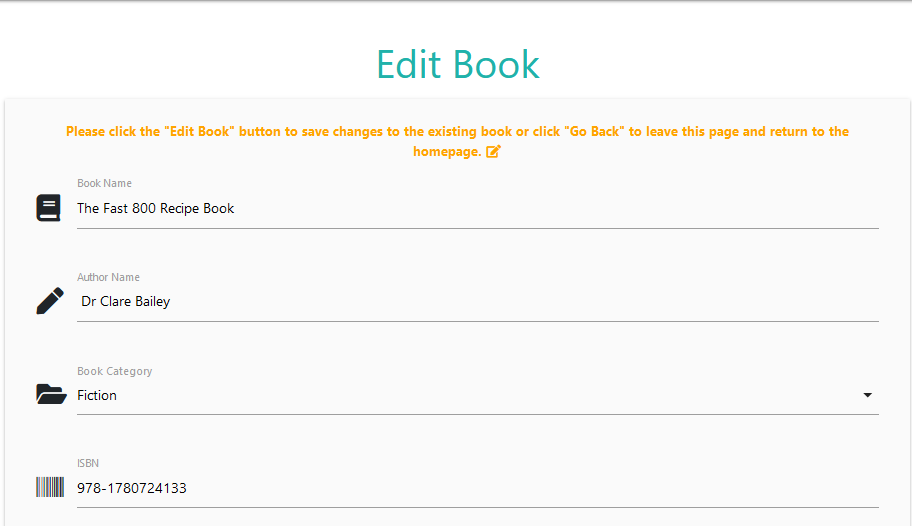 Edit Book
Please click the "Edit Book" button to save changes to the existing book or click "Go Back" to leave this page and return to the
homepage.
Book Name
The Fast 800 Recipe Book
Author Name
Dr Clare Bailey
Book Category
Fiction
ISBN
978-1780724133